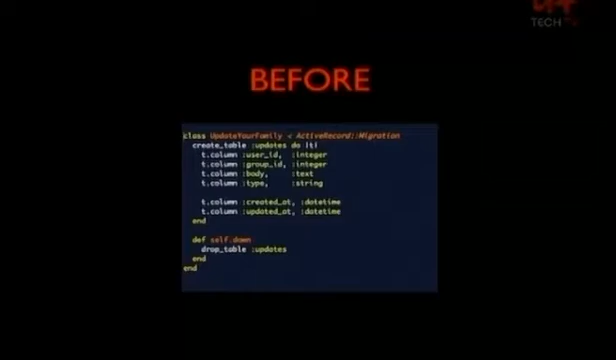 TECH
BEFORE
class UpdateYourFamily < ActiveRecord::Migration
create_table :updates do |t|
t.column :user_id, :integer
t.column :group_id, :integer
t.column :body, :text
t.column :type, :string
t.column :created_at, :datetime
t.column :updated_at, :datetime
end
def self.down
drop_table :updates
end
end